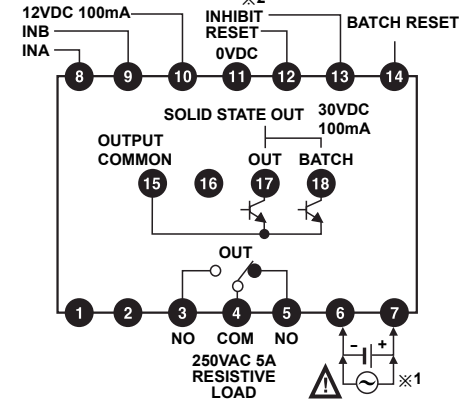 ※2
12VDC 100mA
INHIBIT
BATCH RESET
INB
RESET
INA
0VDC
8 9 10 11 12 13 14
SOLID STATE OUT
30VDC
100mA
OUTPUT
COMMON
OUT BATCH
15 16 17 18
OUT
1 2 3 4 5 6 7
NO COM NO
- +
250VAC 5A
RESISTIVE
LOAD
! ~ ※1